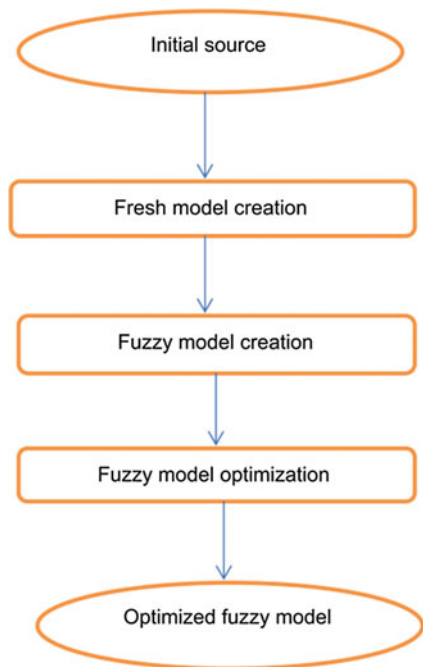 Initial source
Fresh model creation
Fuzzy model creation
Fuzzy model optimization
Optimized fuzzy model